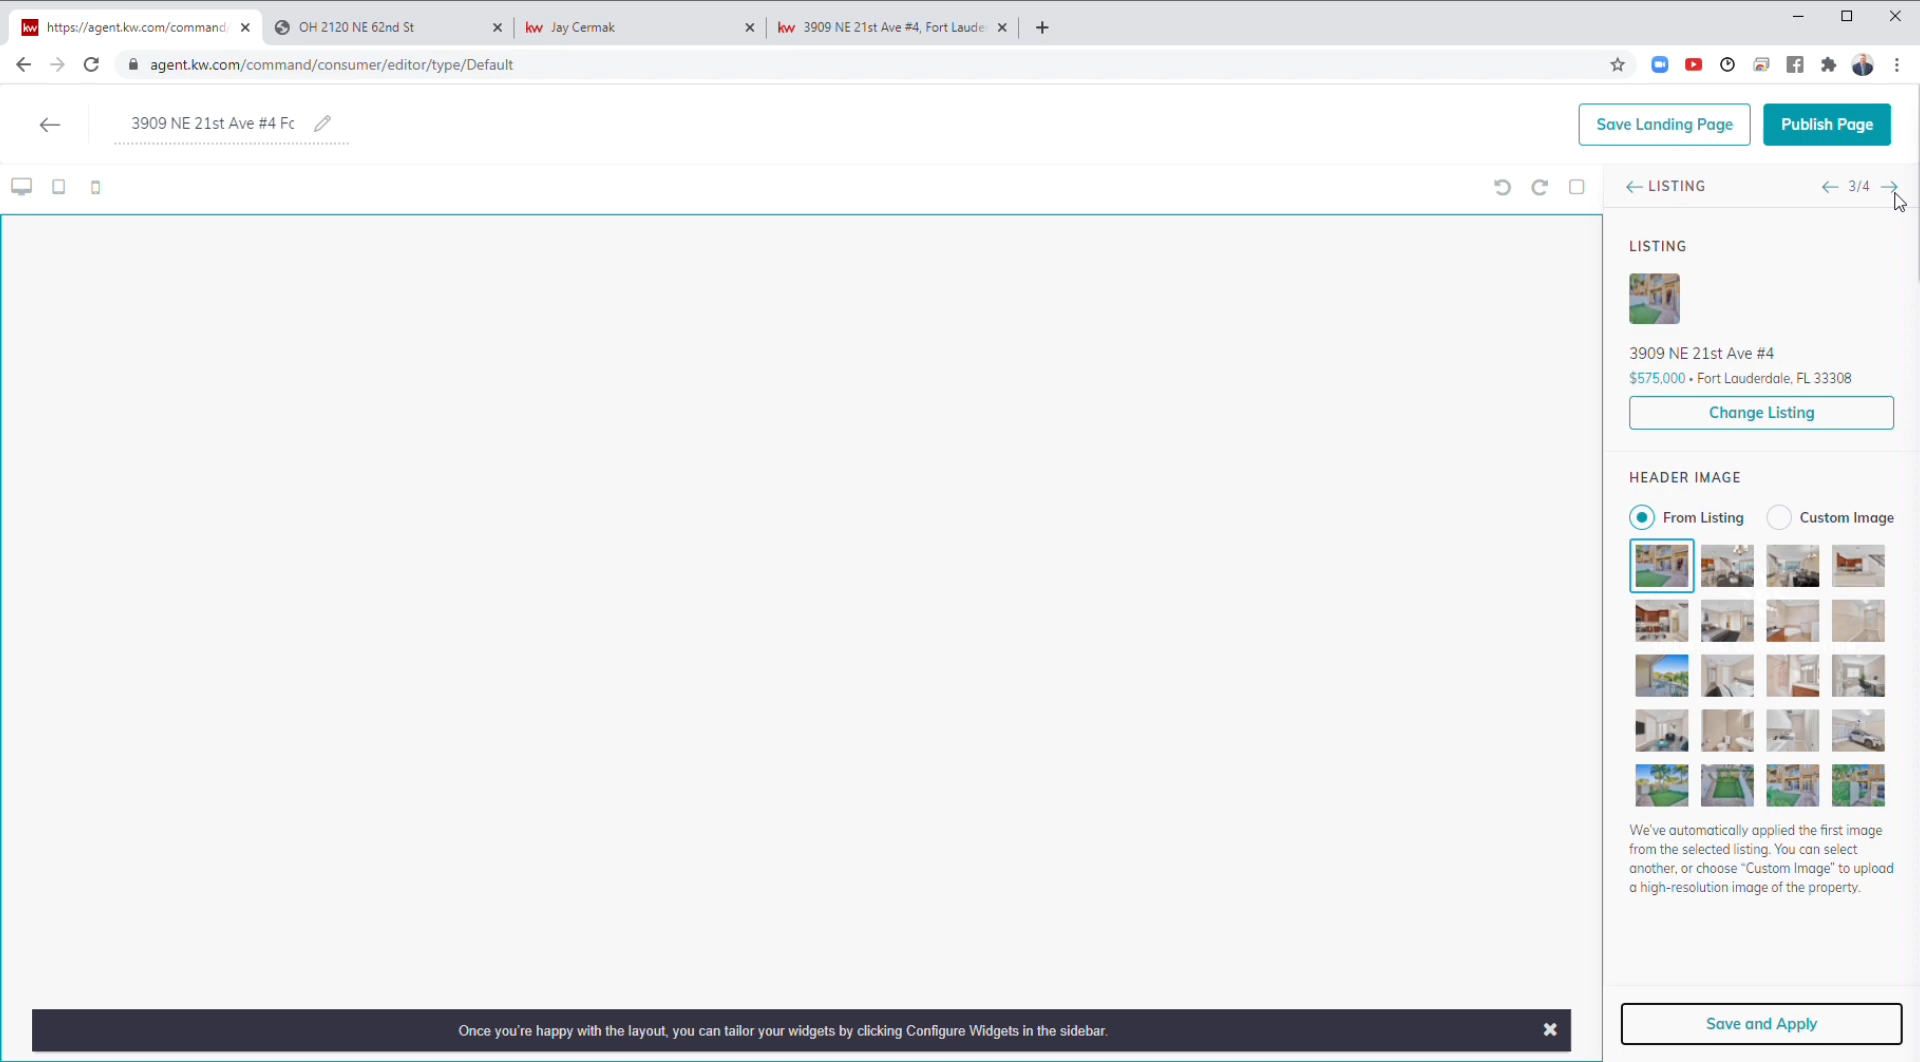 kw https://agent.kw.com/command
OH 2120 NE 62nd St
kw Jay Cermak
kw 3909 NE 21st Ave #4, Fort Laude
agent.kw.com/command/consumer/editor/type/Default
3909 NE 21st Ave #4 Fc
Save Landing Page
Publish Page
LISTING
3/4
LISTING
3909 NE 21st Ave #4
$575,000 • Fort Lauderdale, FL 33308
Change Listing
HEADER IMAGE
From Listing
Custom Image
We've automatically applied the first image
from the selected listing. You can select
another, or choose “Custom Image” to upload
a high-resolution image of the property.
Once you're happy with the layout, you can tailor your widgets by clicking Configure Widgets in the sidebar.
Save and Apply